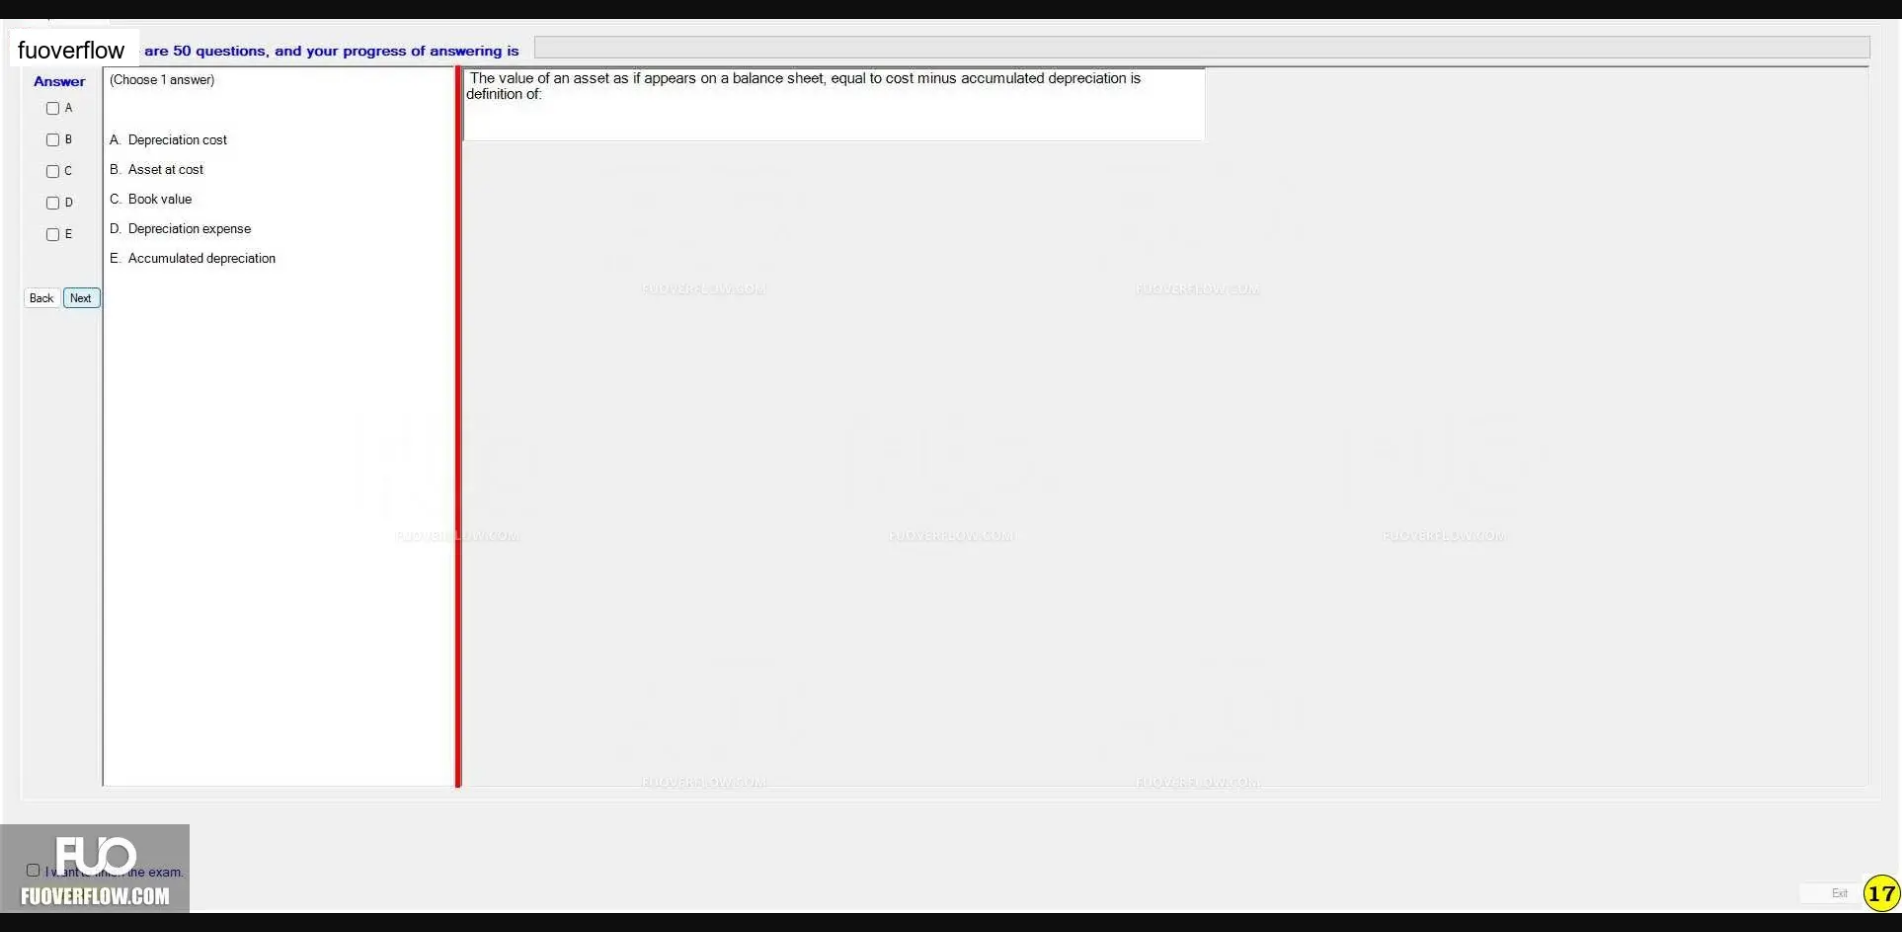 fuoverflow are 50 questions, and your progress of answering is
Answer
A
B
C
D
E
Back Next
(Choose 1 answer)
A. Depreciation cost
B. Asset at cost
C. Book value
D. Depreciation expense
E. Accumulated depreciation
The value of an asset as if appears on a balance sheet, equal to cost minus accumulated depreciation is
definition of:
FUOVERFLOW.COM FUOVERFLOW.COM
FUOVERFLOW.COM FUOVERFLOW.COM FUOVERFLOW.COM
FUOVERFLOW.COM FUOVERFLOW.COM
FUO
I want to finish the exam.
FUOVERFLOW.COM
Exit 17